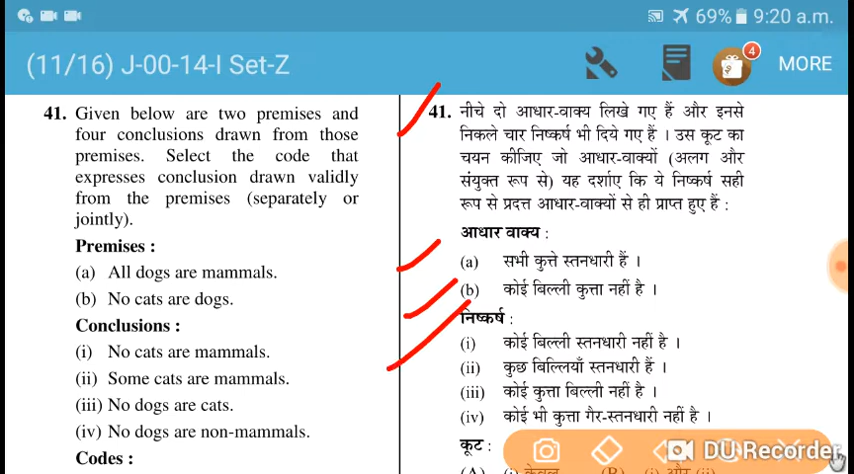 69% 9:20 a.m.
(11/16) J-00-14-I Set-Z
4
MORE
41. Given below are two premises and
four conclusions drawn from those
premises. Select the code that
expresses conclusion drawn validly
from the premises (separately or
jointly).
Premises :
(a) All dogs are mammals.
(b) No cats are dogs.
Conclusions :
(i) No cats are mammals.
(ii) Some cats are mammals.
(iii) No dogs are cats.
(iv) No dogs are non-mammals.
Codes :
41. नीचे दो आधार-वाक्य लिखे गए हैं और इनसे
निकले चार निष्कर्ष भी दिये गए हैं । उस कूट का
चयन कीजिए जो आधार-वाक्यों (अलग और
संयुक्त रूप से) यह दर्शाए कि ये निष्कर्ष सही
रूप से प्रदत्त आधार-वाक्यों से ही प्राप्त हुए हैं :
आधार वाक्य :
(a) सभी कुत्ते स्तनधारी हैं ।
(b) कोई बिल्ली कुत्ता नहीं है ।
निष्कर्ष :
(i) कोई बिल्ली स्तनधारी नहीं है ।
(ii) कुछ बिल्लियाँ स्तनधारी हैं ।
(iii) कोई कुत्ता बिल्ली नहीं है ।
(iv) कोई भी कुत्ता गैर-स्तनधारी नहीं है ।
कूट :
DU Recorder